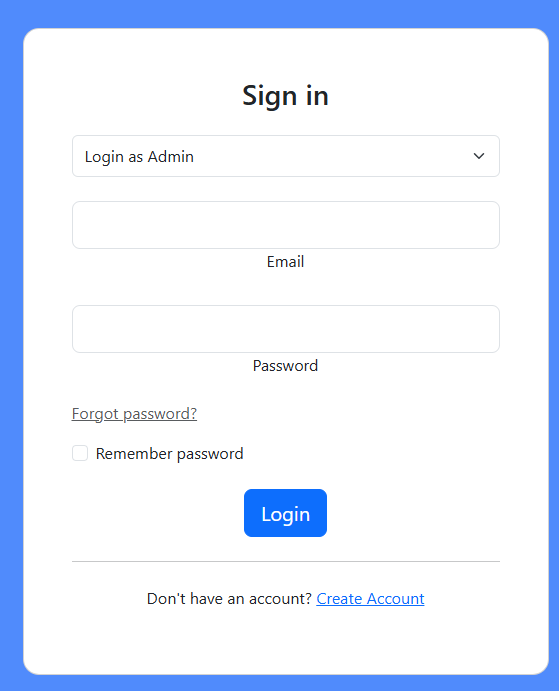 Sign in
Login as Admin
Email
Password
Forgot password?
Remember password
Login
Don't have an account? Create Account